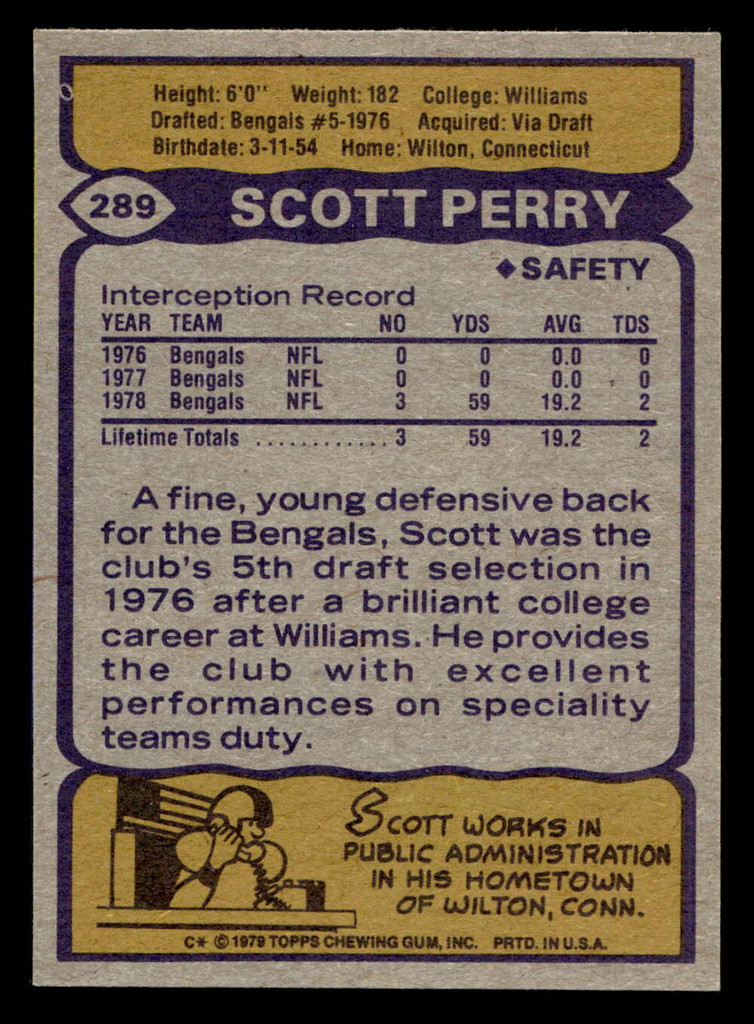 Height: 6'0" Weight: 182 College: Williams
Drafted: Bengals #5-1976 Acquired: Via Draft
Birthdate: 3-11-54 Home: Wilton, Connecticut
289 SCOTT PERRY
◆SAFETY
Interception Record
YEAR TEAM NO YDS AVG TDS
1976 Bengals NFL 0 0 0.0 0
1977 Bengals NFL 0 0 0.0 0
1978 Bengals NFL 3 59 19.2 2
Lifetime Totals ............ 3 59 19.2 2
A fine, young defensive back
for the Bengals, Scott was the
club's 5th draft selection in
1976 after a brilliant college
career at Williams. He provides
the club with excellent
performances on speciality
teams duty.
SCOTT WORKS IN
PUBLIC ADMINISTRATION
IN HIS HOMETOWN
OF WILTON, CONN.
C* © 1979 TOPPS CHEWING GUM, INC. PRTD. IN U.S.A.